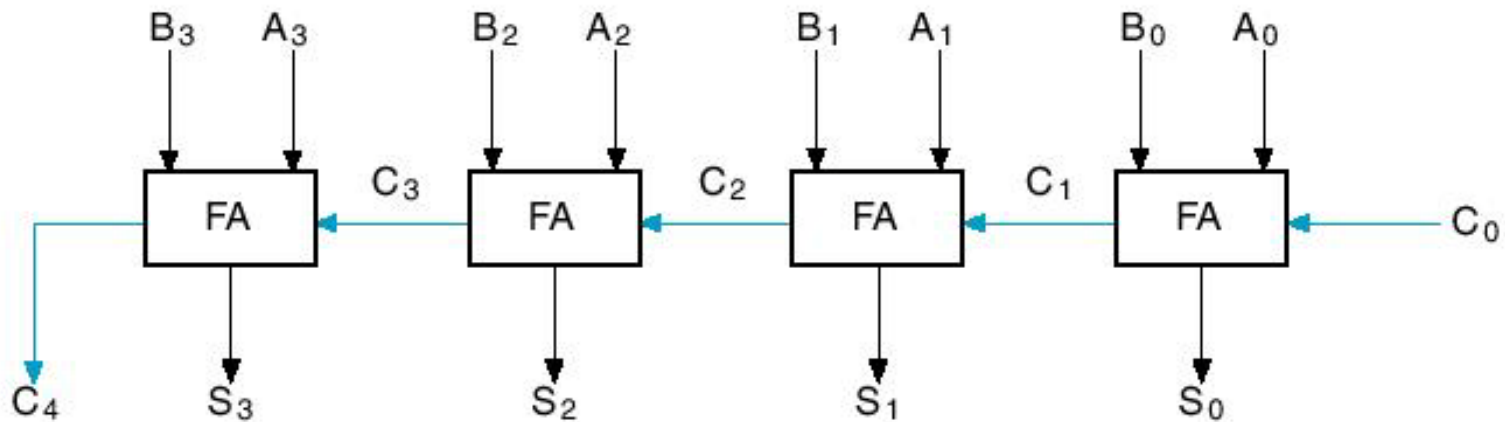 B₃ A₃ B₂ A₂ B₁ A₁ B₀ A₀
C₃ C₂ C₁
FA FA FA FA C₀
C₄ S₃ S₂ S₁ S₀